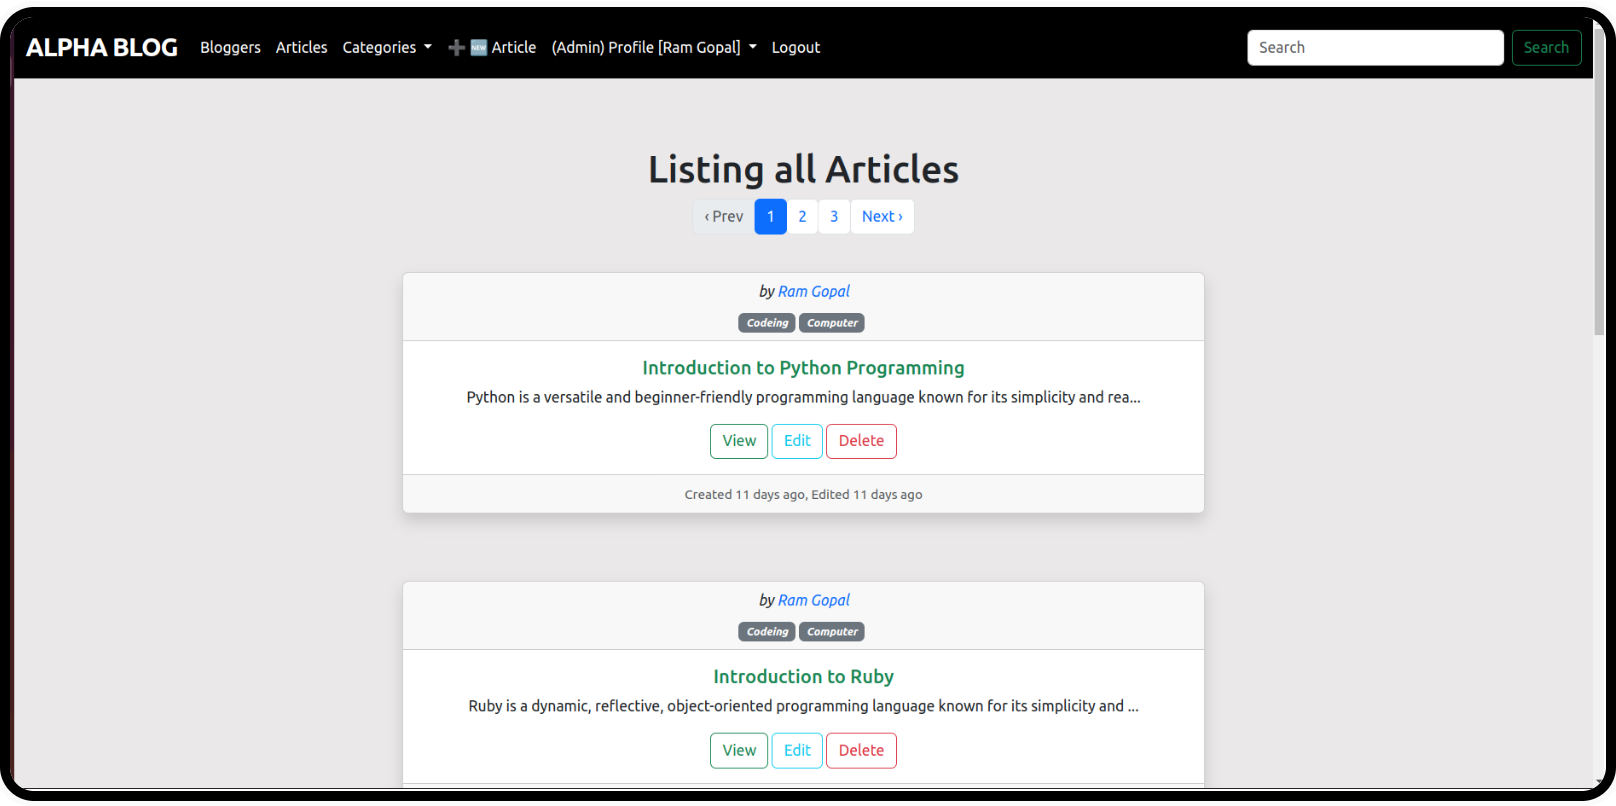 ALPHA BLOG Bloggers Articles Categories ➕ 🆕 Article (Admin) Profile [Ram Gopal] Logout Search Search
Listing all Articles
‹ Prev 1 2 3 Next ›
by Ram Gopal
Codeing Computer
Introduction to Python Programming
Python is a versatile and beginner-friendly programming language known for its simplicity and rea...
View Edit Delete
Created 11 days ago, Edited 11 days ago
by Ram Gopal
Codeing Computer
Introduction to Ruby
Ruby is a dynamic, reflective, object-oriented programming language known for its simplicity and ...
View Edit Delete